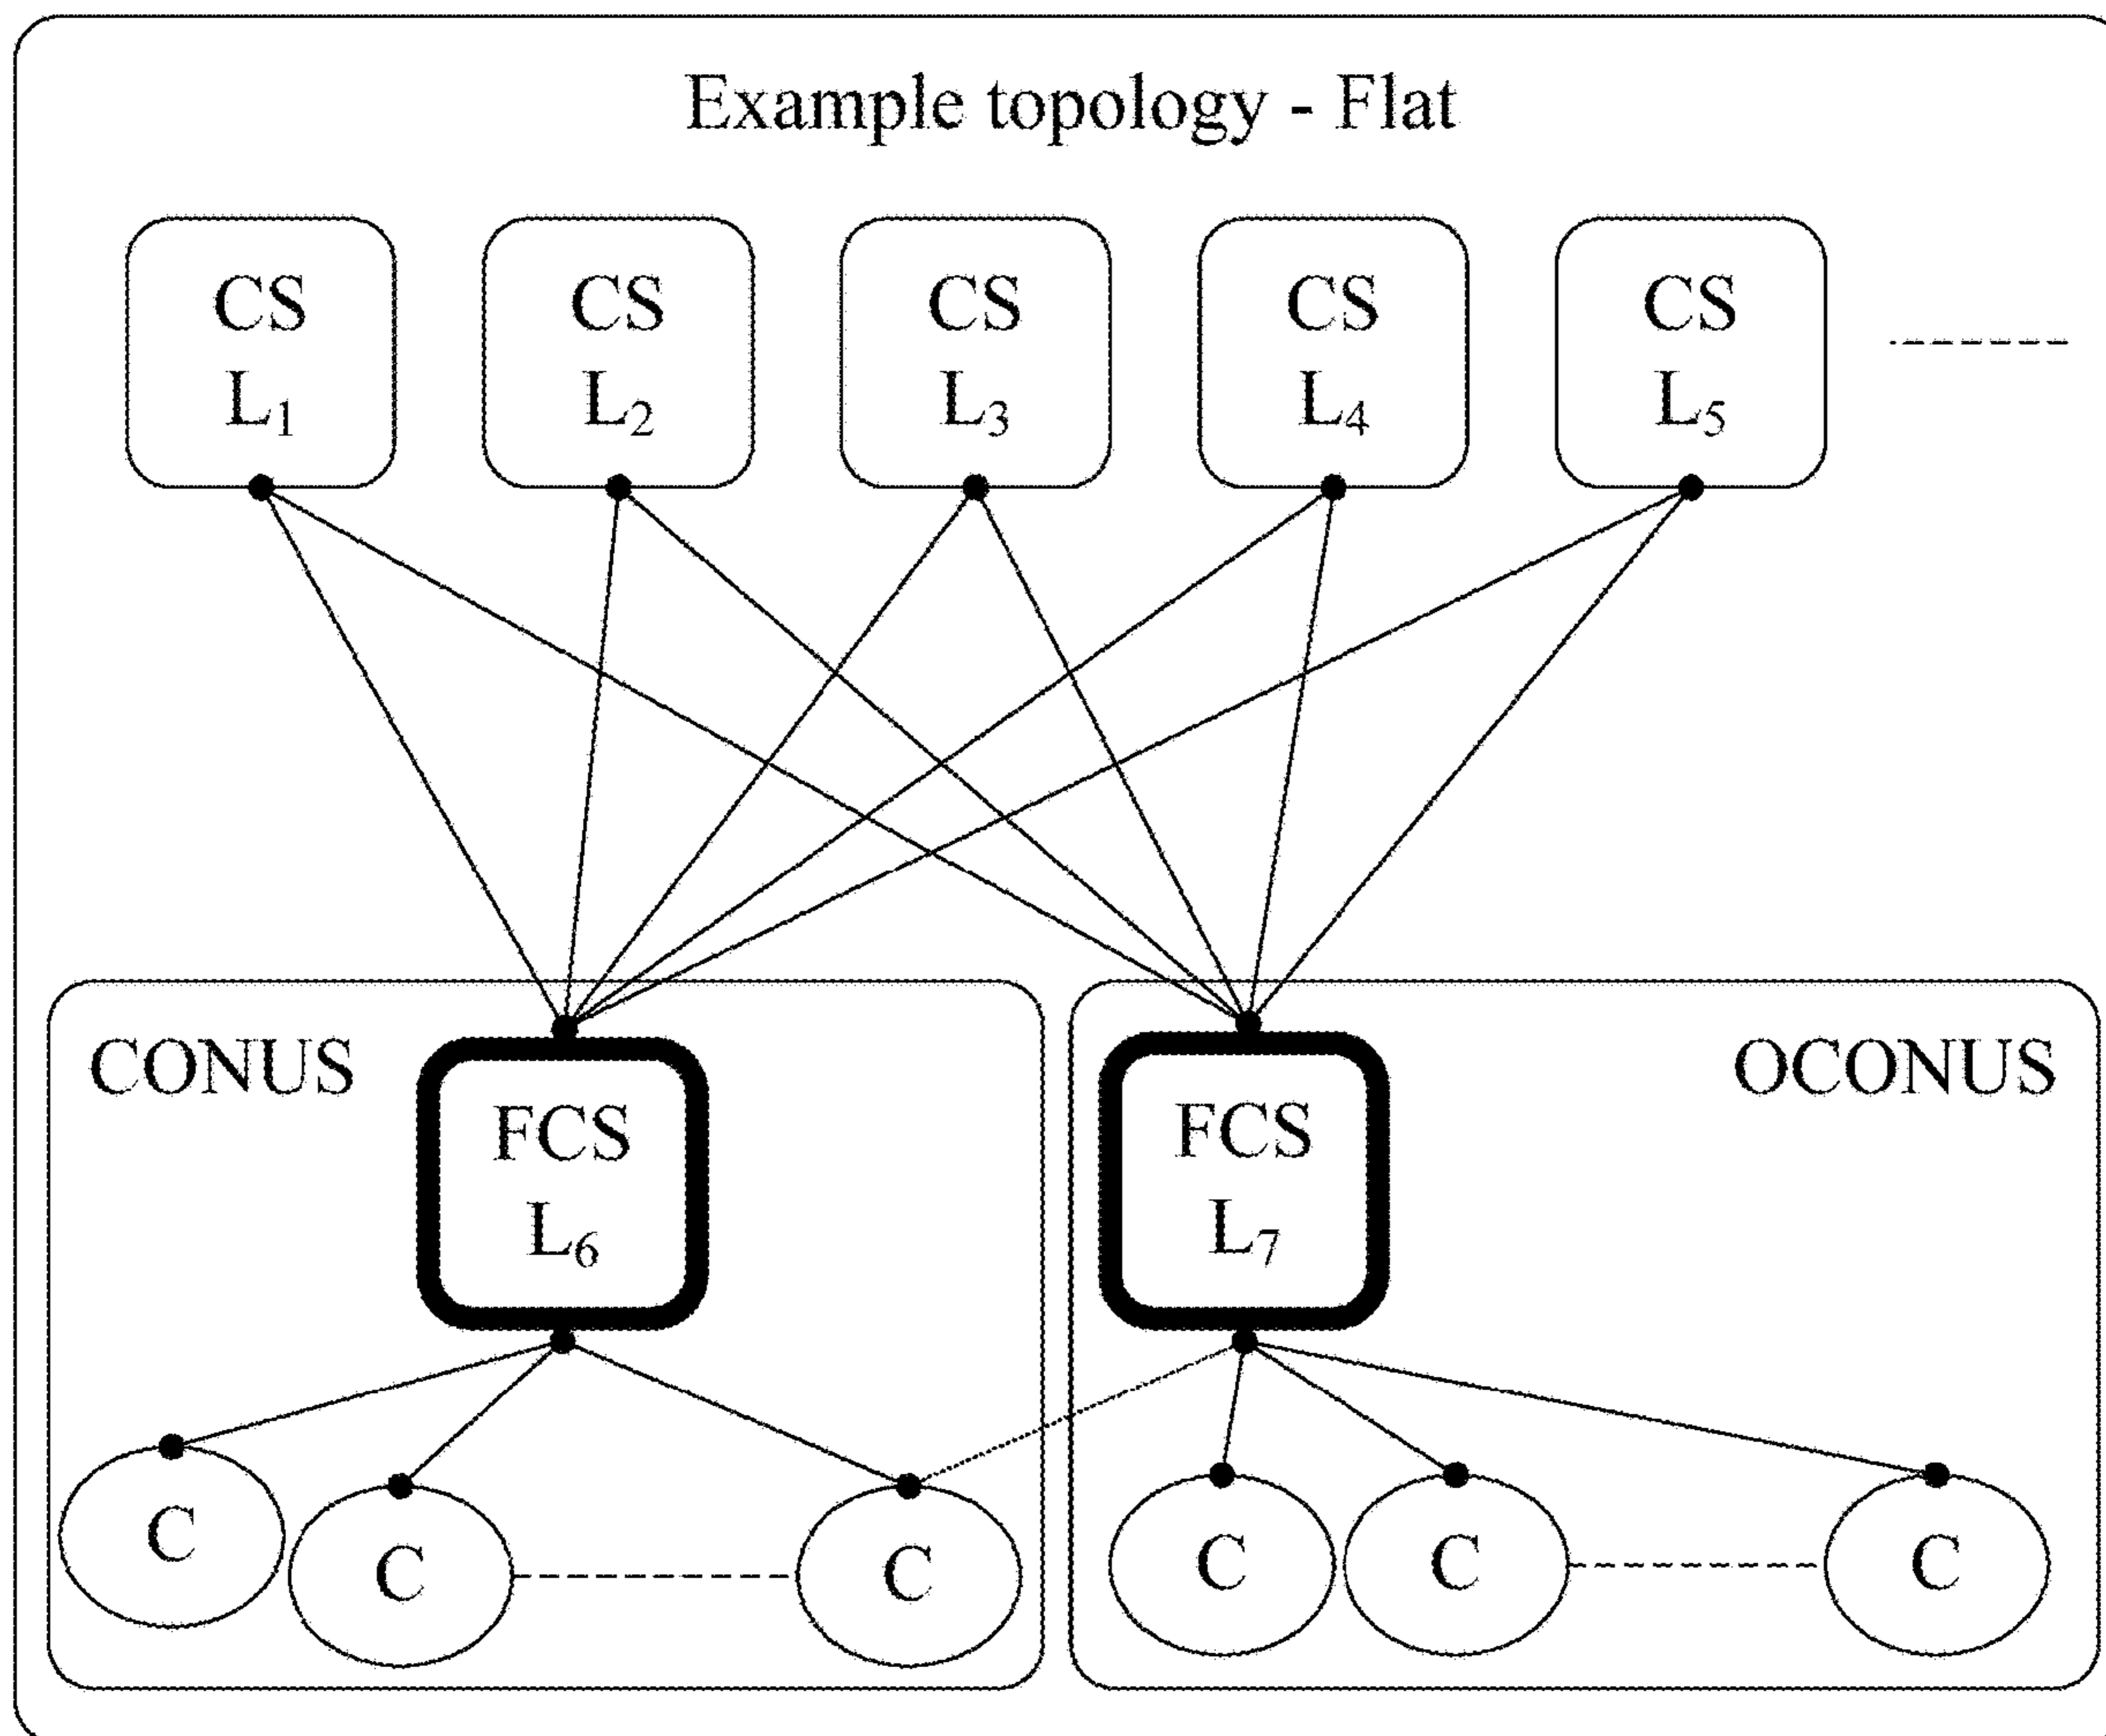 Example topology - Flat
CS
L₁
CS
L₂
CS
L₃
CS
L₄
CS
L₅
CONUS
FCS
L₆
FCS
L₇
OCONUS
C
C
C
C
C
C